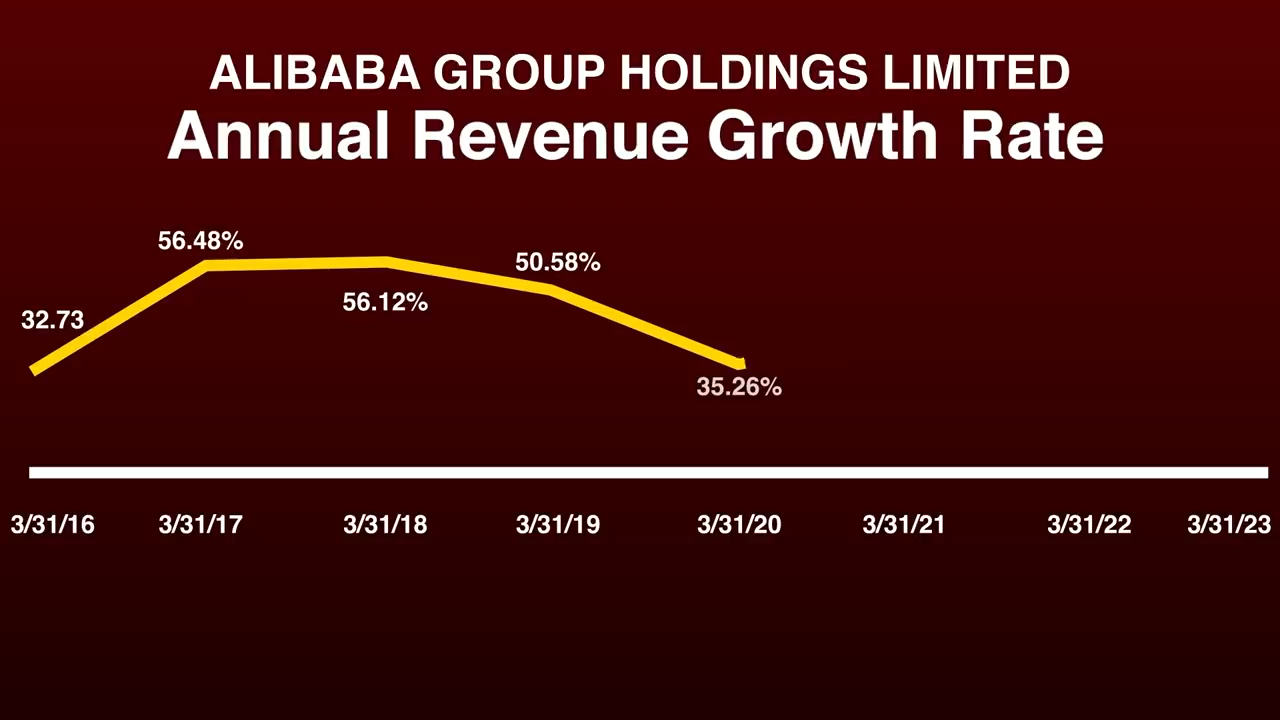 ALIBABA GROUP HOLDINGS LIMITED
Annual Revenue Growth Rate
56.48%
50.58%
56.12%
32.73
35.26%
3/31/16 3/31/17 3/31/18 3/31/19 3/31/20 3/31/21 3/31/22 3/31/23